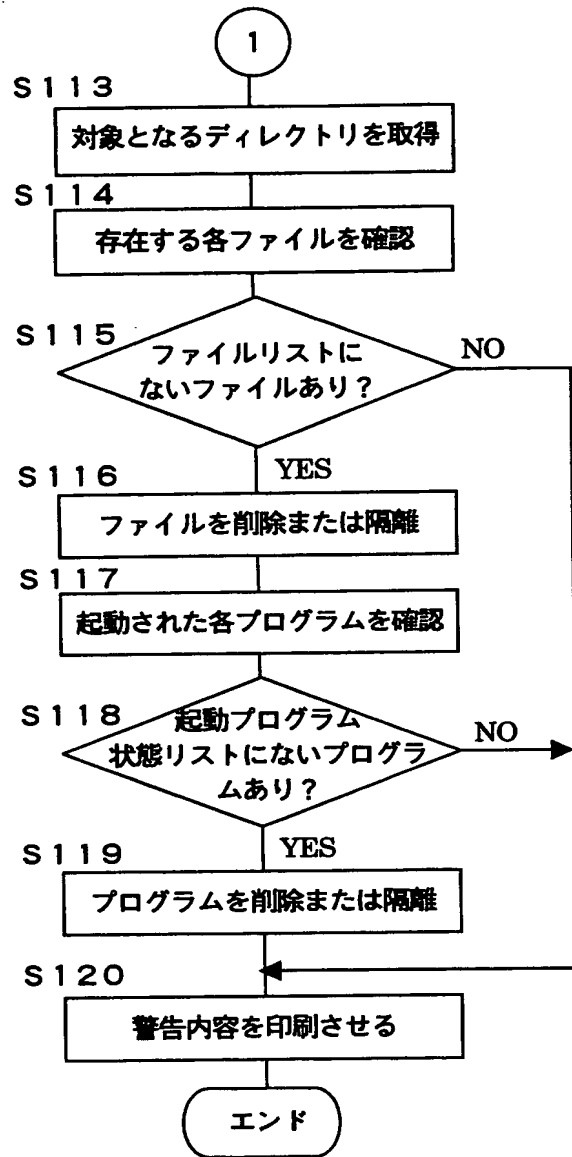 1
S113
対象となるディレクトリを取得
S114
存在する各ファイルを確認
S115
ファイルリストに
ないファイルあり？
NO
YES
S116
ファイルを削除または隔離
S117
起動された各プログラムを確認
S118
起動プログラム
状態リストにないプログラ
ムあり？
NO
YES
S119
プログラムを削除または隔離
S120
警告内容を印刷させる
エンド